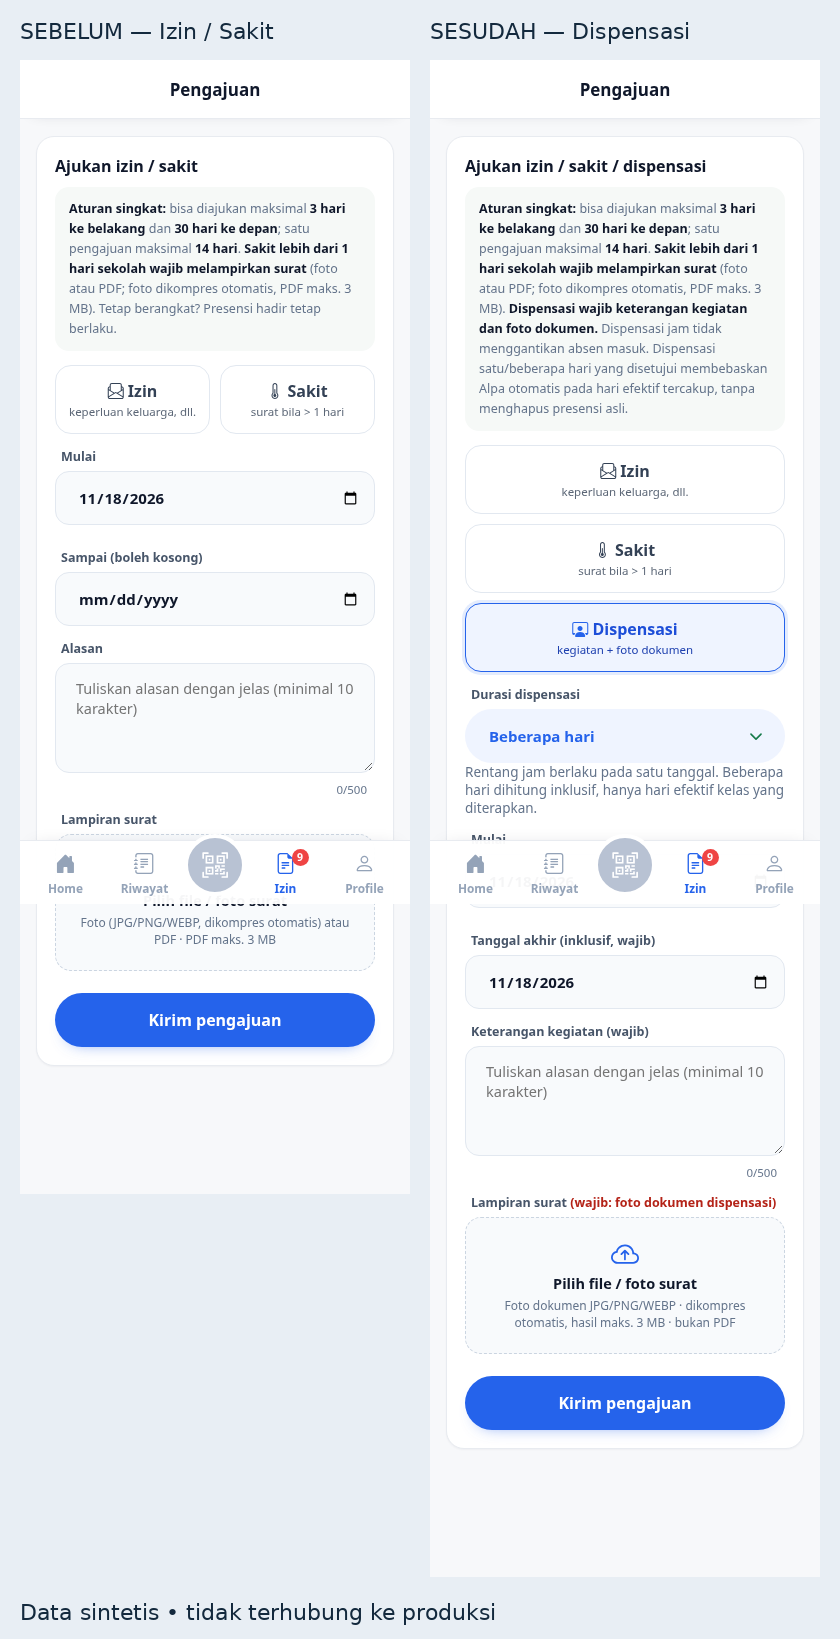 SEBELUM — Izin / Sakit
Pengajuan
Ajukan izin / sakit
Aturan singkat: bisa diajukan maksimal 3 hari
ke belakang dan 30 hari ke depan; satu
pengajuan maksimal 14 hari. Sakit lebih dari 1
hari sekolah wajib melampirkan surat (foto
atau PDF; foto dikompres otomatis, PDF maks. 3
MB). Tetap berangkat? Presensi hadir tetap
berlaku.
Izin
keperluan keluarga, dll.
Sakit
surat bila > 1 hari
Mulai
11/18/2026
Sampai (boleh kosong)
mm/dd/yyyy
Alasan
Tuliskan alasan dengan jelas (minimal 10
karakter)
0/500
Lampiran surat
Home
Riwayat
9
Izin
Profile
Pilih file / foto surat
Foto (JPG/PNG/WEBP, dikompres otomatis) atau
PDF · PDF maks. 3 MB
Kirim pengajuan
SESUDAH — Dispensasi
Pengajuan
Ajukan izin / sakit / dispensasi
Aturan singkat: bisa diajukan maksimal 3 hari
ke belakang dan 30 hari ke depan; satu
pengajuan maksimal 14 hari. Sakit lebih dari 1
hari sekolah wajib melampirkan surat (foto
atau PDF; foto dikompres otomatis, PDF maks. 3
MB). Dispensasi wajib keterangan kegiatan
dan foto dokumen. Dispensasi jam tidak
menggantikan absen masuk. Dispensasi
satu/beberapa hari yang disetujui membebaskan
Alpa otomatis pada hari efektif tercakup, tanpa
menghapus presensi asli.
Izin
keperluan keluarga, dll.
Sakit
surat bila > 1 hari
Dispensasi
kegiatan + foto dokumen
Durasi dispensasi
Beberapa hari
Rentang jam berlaku pada satu tanggal. Beberapa
hari dihitung inklusif, hanya hari efektif kelas yang
diterapkan.
Mulai
11/18/2026
Home
Riwayat
9
Izin
Profile
Tanggal akhir (inklusif, wajib)
11/18/2026
Keterangan kegiatan (wajib)
Tuliskan alasan dengan jelas (minimal 10
karakter)
0/500
Lampiran surat (wajib: foto dokumen dispensasi)
Pilih file / foto surat
Foto dokumen JPG/PNG/WEBP · dikompres
otomatis, hasil maks. 3 MB · bukan PDF
Kirim pengajuan
Data sintetis • tidak terhubung ke produksi